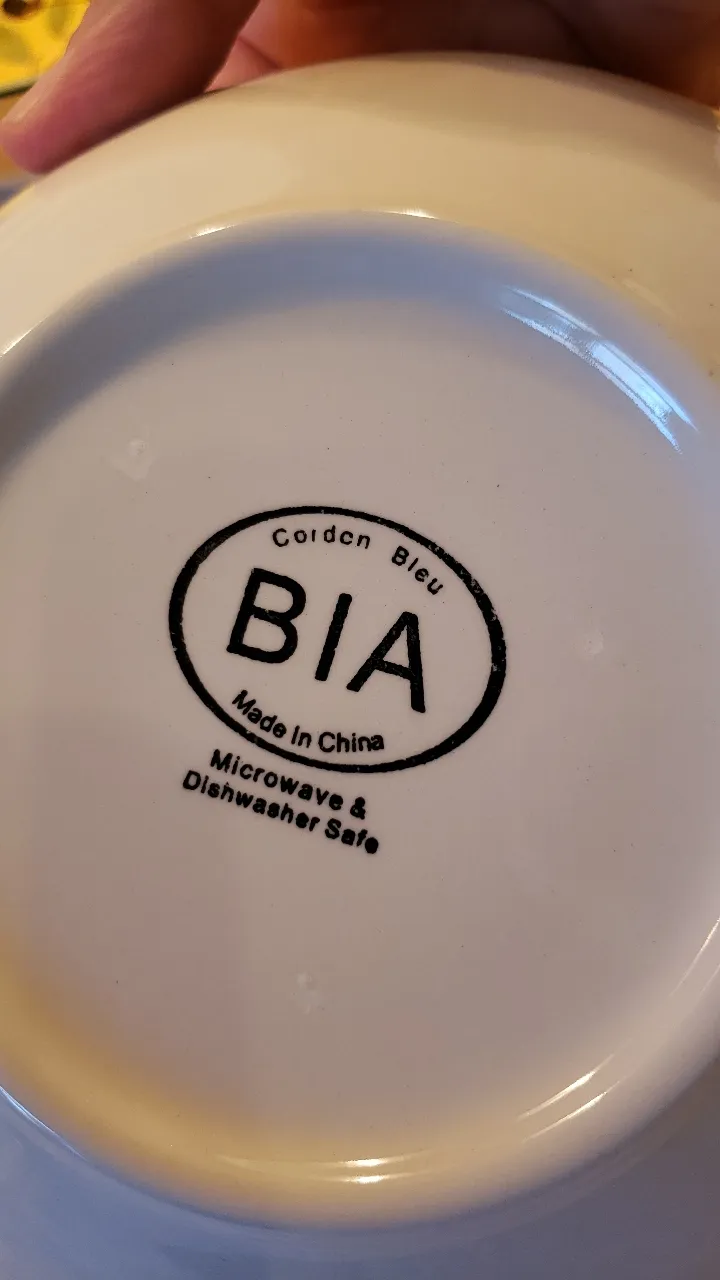 Cordon Bleu
BIA
Made In China
Microwave &
Dishwasher Safe